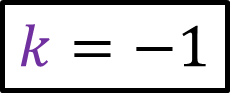 k = −1